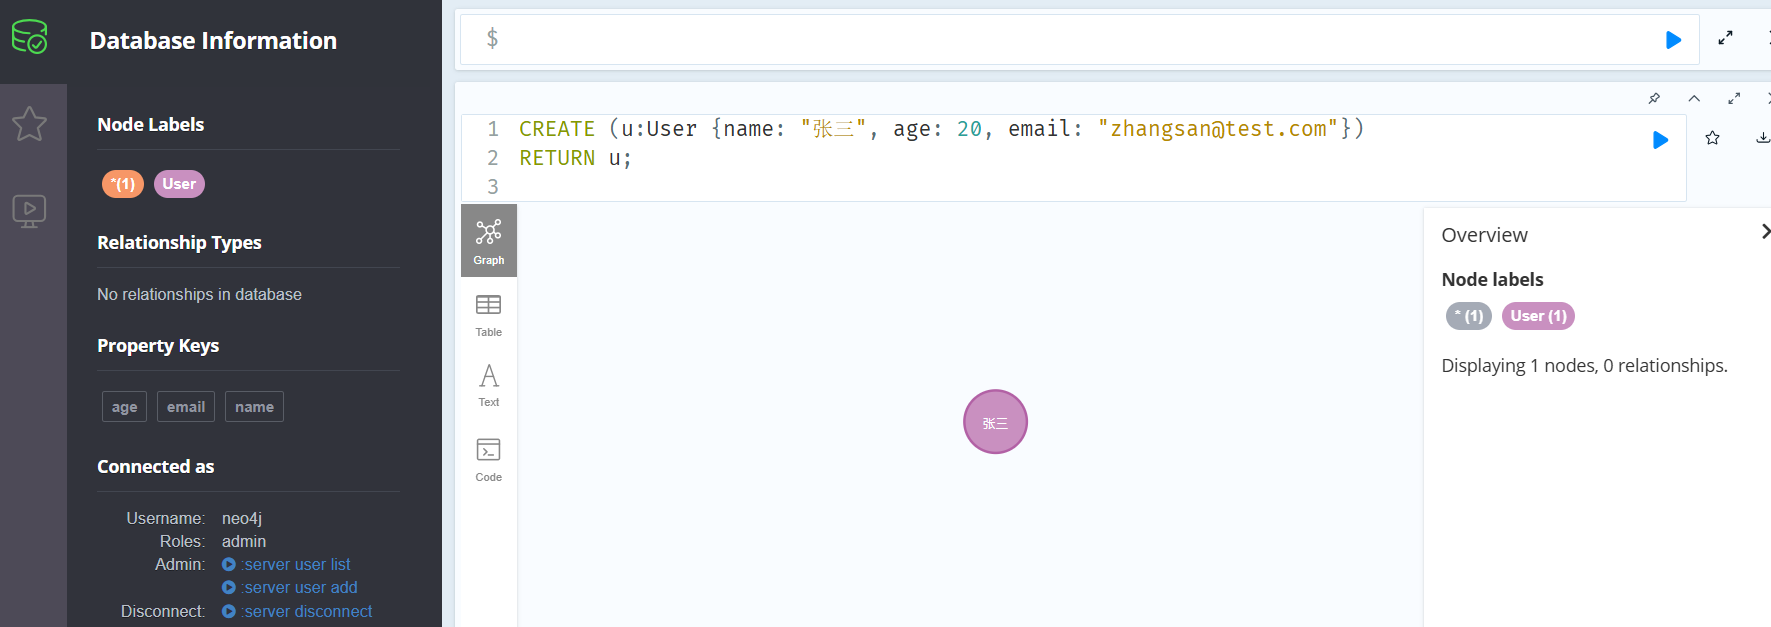 Database Information
Node Labels
*(1) User
Relationship Types
No relationships in database
Property Keys
age email name
Connected as
Username: neo4j
Roles: admin
Admin: :server user list
:server user add
Disconnect: :server disconnect
$
1 CREATE (u:User {name: "张三", age: 20, email: "zhangsan@test.com"})
2 RETURN u;
3
Graph
Table
Text
Code
张三
Overview
Node labels
* (1) User (1)
Displaying 1 nodes, 0 relationships.